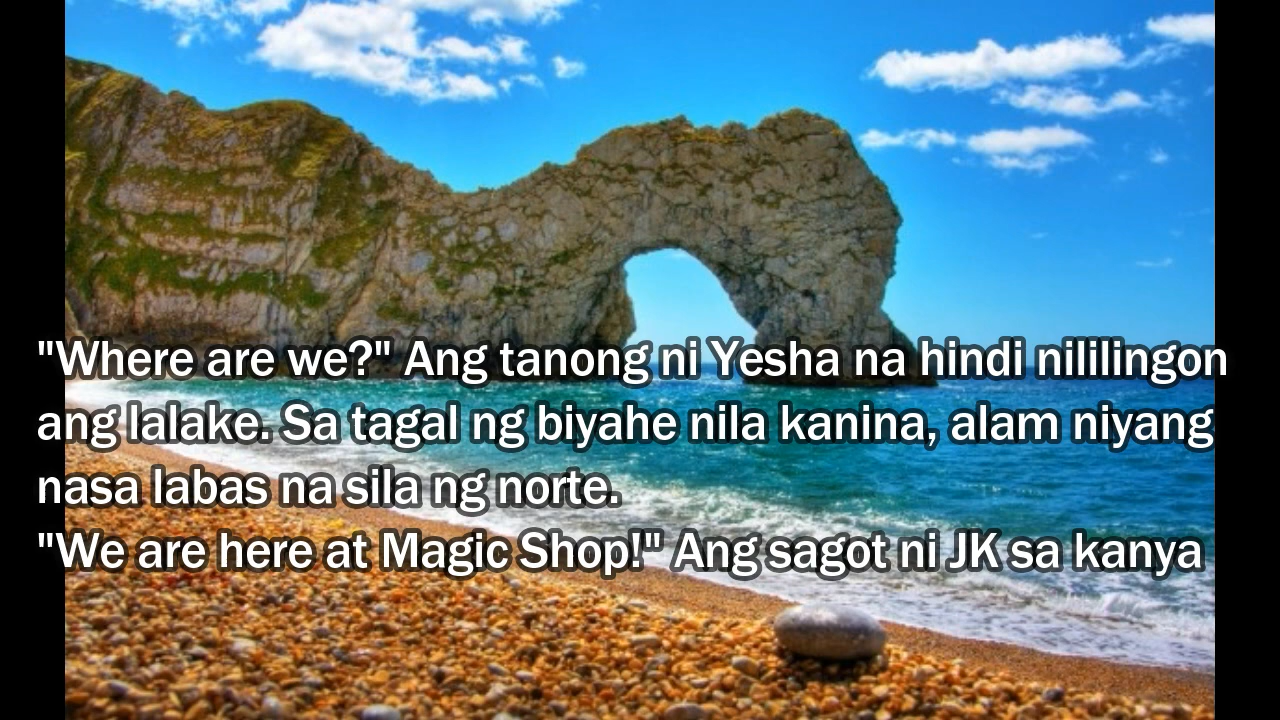 "Where are we?" Ang tanong ni Yesha na hindi nililingon
ang lalake. Sa tagal ng biyahe nila kanina, alam niyang
nasa labas na sila ng norte.
"We are here at Magic Shop!" Ang sagot ni JK sa kanya